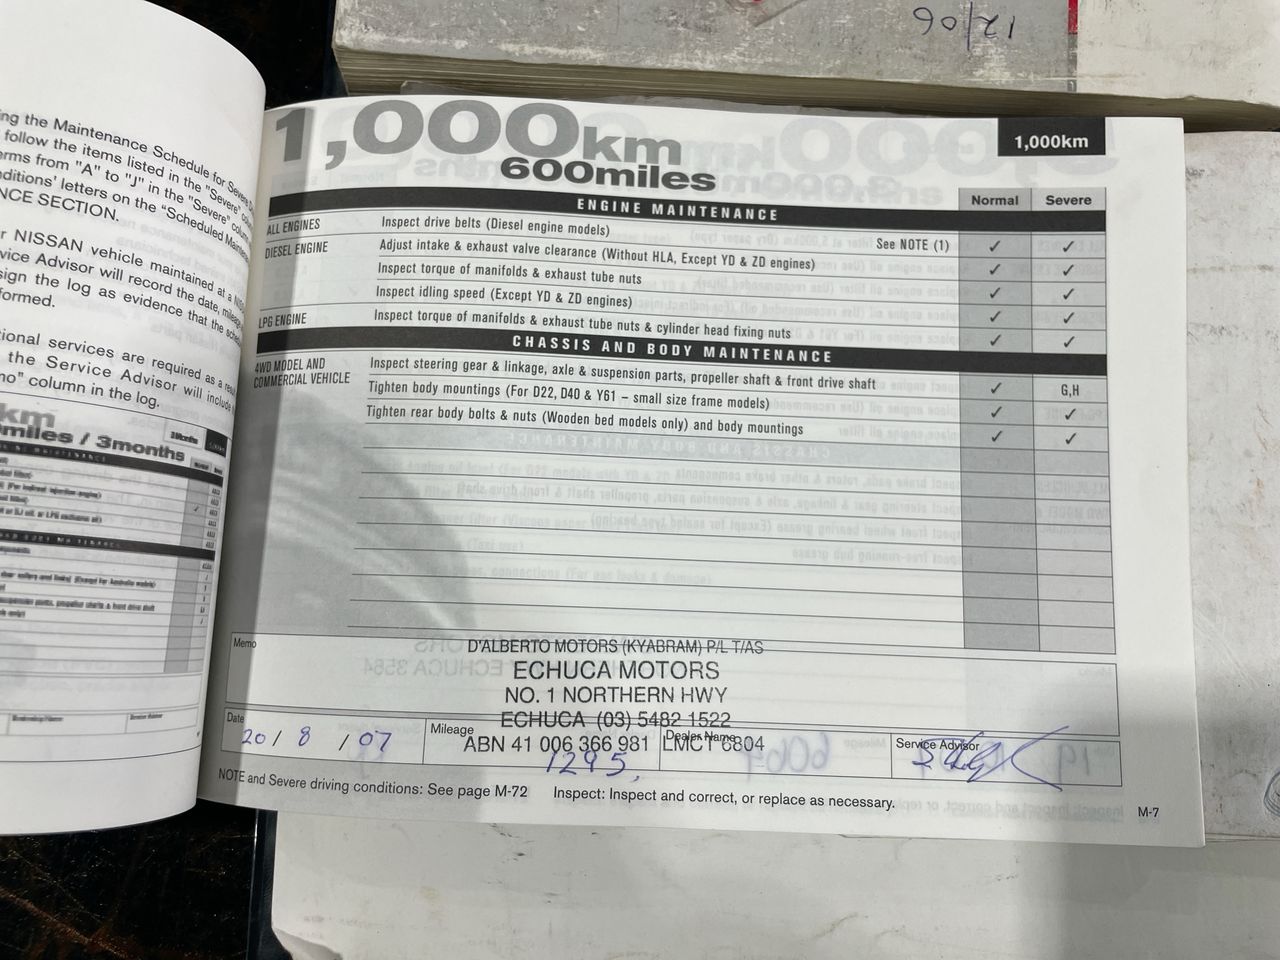 12/06
ing the Maintenance Schedule for Severe
follow the items listed in the "Severe"
erms from "A" to "J" in the "Severe"
nditions' letters on the "Scheduled
NCE SECTION.
r NISSAN vehicle maintained at a
vice Advisor will record the date, mileage
sign the log as evidence that the
formed.
tional services are required as a
the Service Advisor will include
no" column in the log.
km
miles / 3months
1,000km
600miles
1,000km
ENGINE MAINTENANCE Normal Severe
ALL ENGINES Inspect drive belts (Diesel engine models) See NOTE (1) ✓ ✓
DIESEL ENGINE Adjust intake & exhaust valve clearance (Without HLA, Except YD & ZD engines) ✓ ✓
Inspect torque of manifolds & exhaust tube nuts ✓ ✓
Inspect idling speed (Except YD & ZD engines) ✓ ✓
LPG ENGINE Inspect torque of manifolds & exhaust tube nuts & cylinder head fixing nuts ✓ ✓
CHASSIS AND BODY MAINTENANCE
4WD MODEL AND COMMERCIAL VEHICLE Inspect steering gear & linkage, axle & suspension parts, propeller shaft & front drive shaft ✓ G,H
Tighten body mountings (For D22, D40 & Y61 – small size frame models) ✓ ✓
Tighten rear body bolts & nuts (Wooden bed models only) and body mountings ✓ ✓
Memo
D'ALBERTO MOTORS (KYABRAM) P/L T/AS
ECHUCA MOTORS
NO. 1 NORTHERN HWY
ECHUCA (03) 5482 1522
ABN 41 006 366 981 LMCT 6804
Date 20 / 8 / 07 Mileage 1295 Dealer Name Service Advisor
NOTE and Severe driving conditions: See page M-72 Inspect: Inspect and correct, or replace as necessary.
M-7